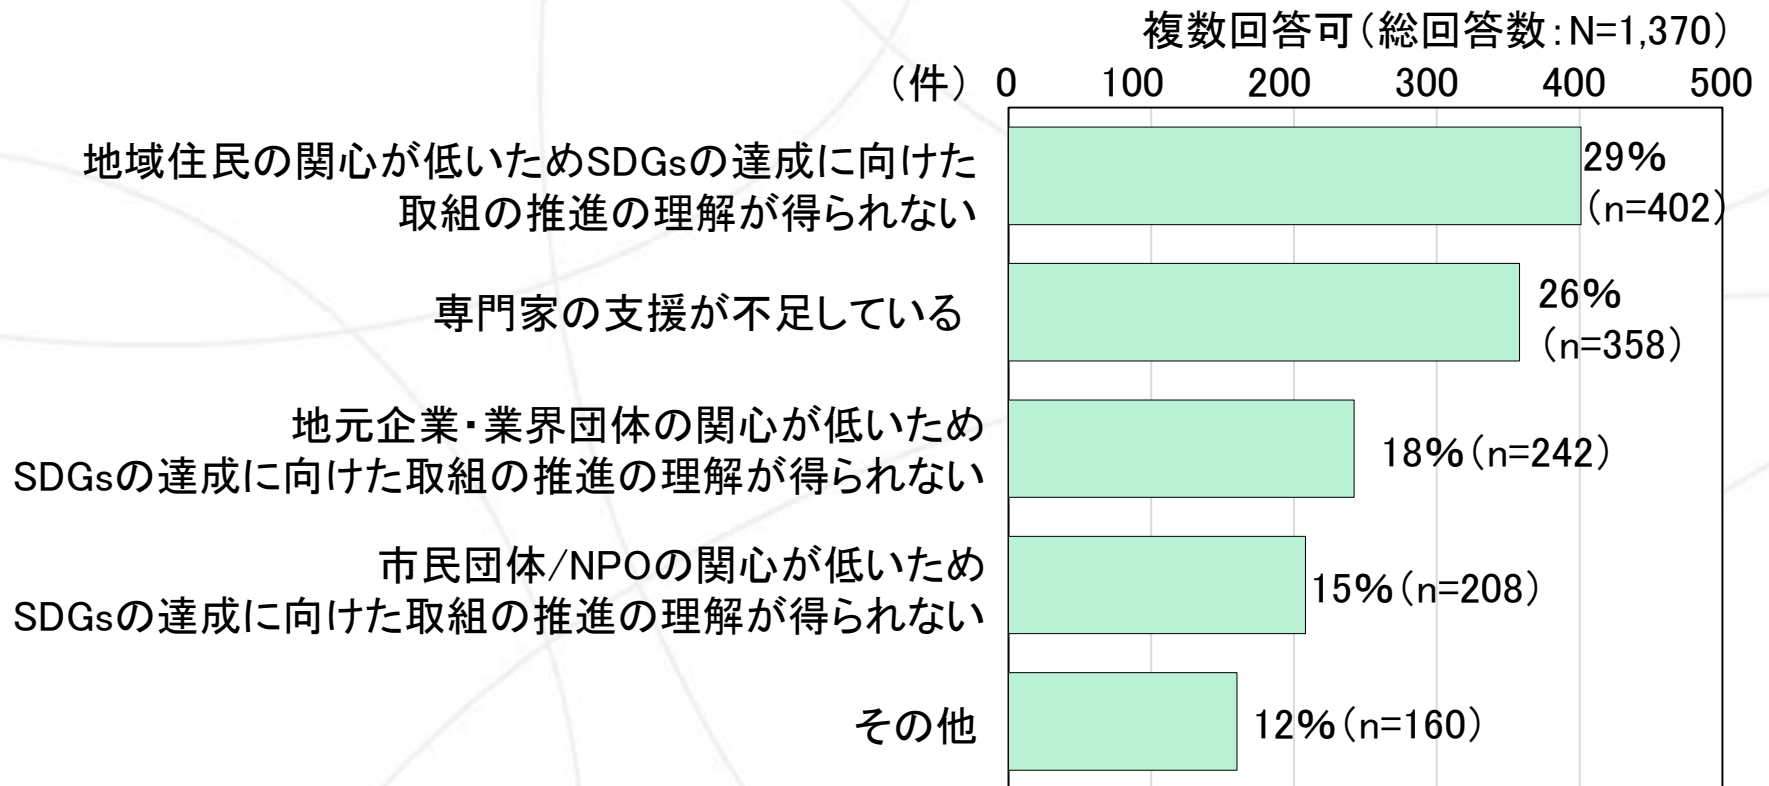 複数回答可(総回答数:N=1,370)
(件) 0 100 200 300 400 500
地域住民の関心が低いためSDGsの達成に向けた
取組の推進の理解が得られない
29%
(n=402)
専門家の支援が不足している
26%
(n=358)
地元企業・業界団体の関心が低いため
SDGsの達成に向けた取組の推進の理解が得られない
18%(n=242)
市民団体/NPOの関心が低いため
SDGsの達成に向けた取組の推進の理解が得られない
15%(n=208)
その他 12%(n=160)